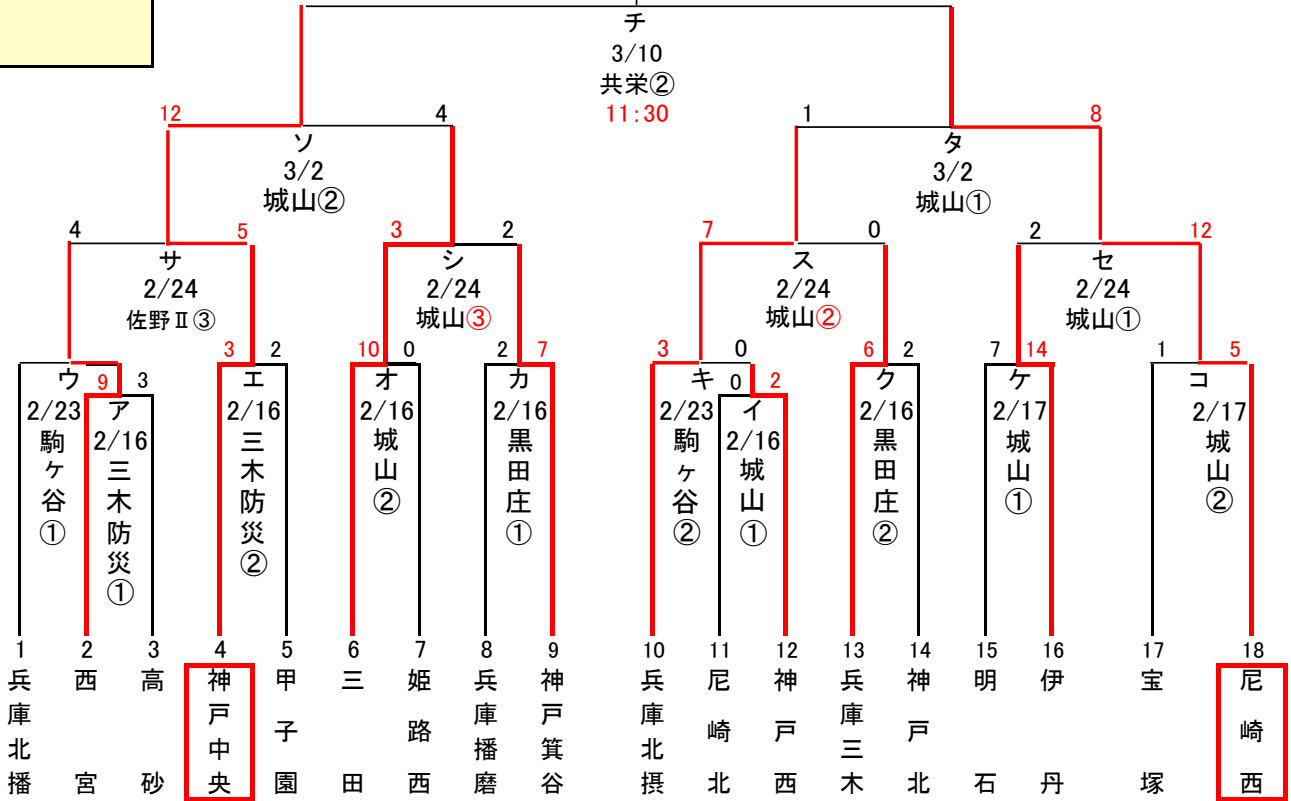 チ
3/10
共栄②
11:30
12 4 1 8
ソ
3/2
城山②
タ
3/2
城山①
4 5 3 2 7 0 2 12
サ
2/24
佐野Ⅱ③
シ
2/24
城山③
ス
2/24
城山②
セ
2/24
城山①
3 2 10 0 2 7 3 0 6 2 7 14 1 5
ウ
2/23
駒ヶ谷①
9 3
ア
2/16
三木防災①
エ
2/16
三木防災②
オ
2/16
城山②
カ
2/16
黒田庄①
キ
2/23
駒ヶ谷②
0 2
イ
2/16
城山①
ク
2/16
黒田庄②
ケ
2/17
城山①
コ
2/17
城山②
1 2 3 4 5 6 7 8 9 10 11 12 13 14 15 16 17 18
兵庫北播
西宮
高砂
神戸中央
甲子園
三田
姫路西
兵庫播磨
神戸箕谷
兵庫北摂
尼崎北
神戸西
兵庫三木
神戸北
明石
伊丹
宝塚
尼崎西